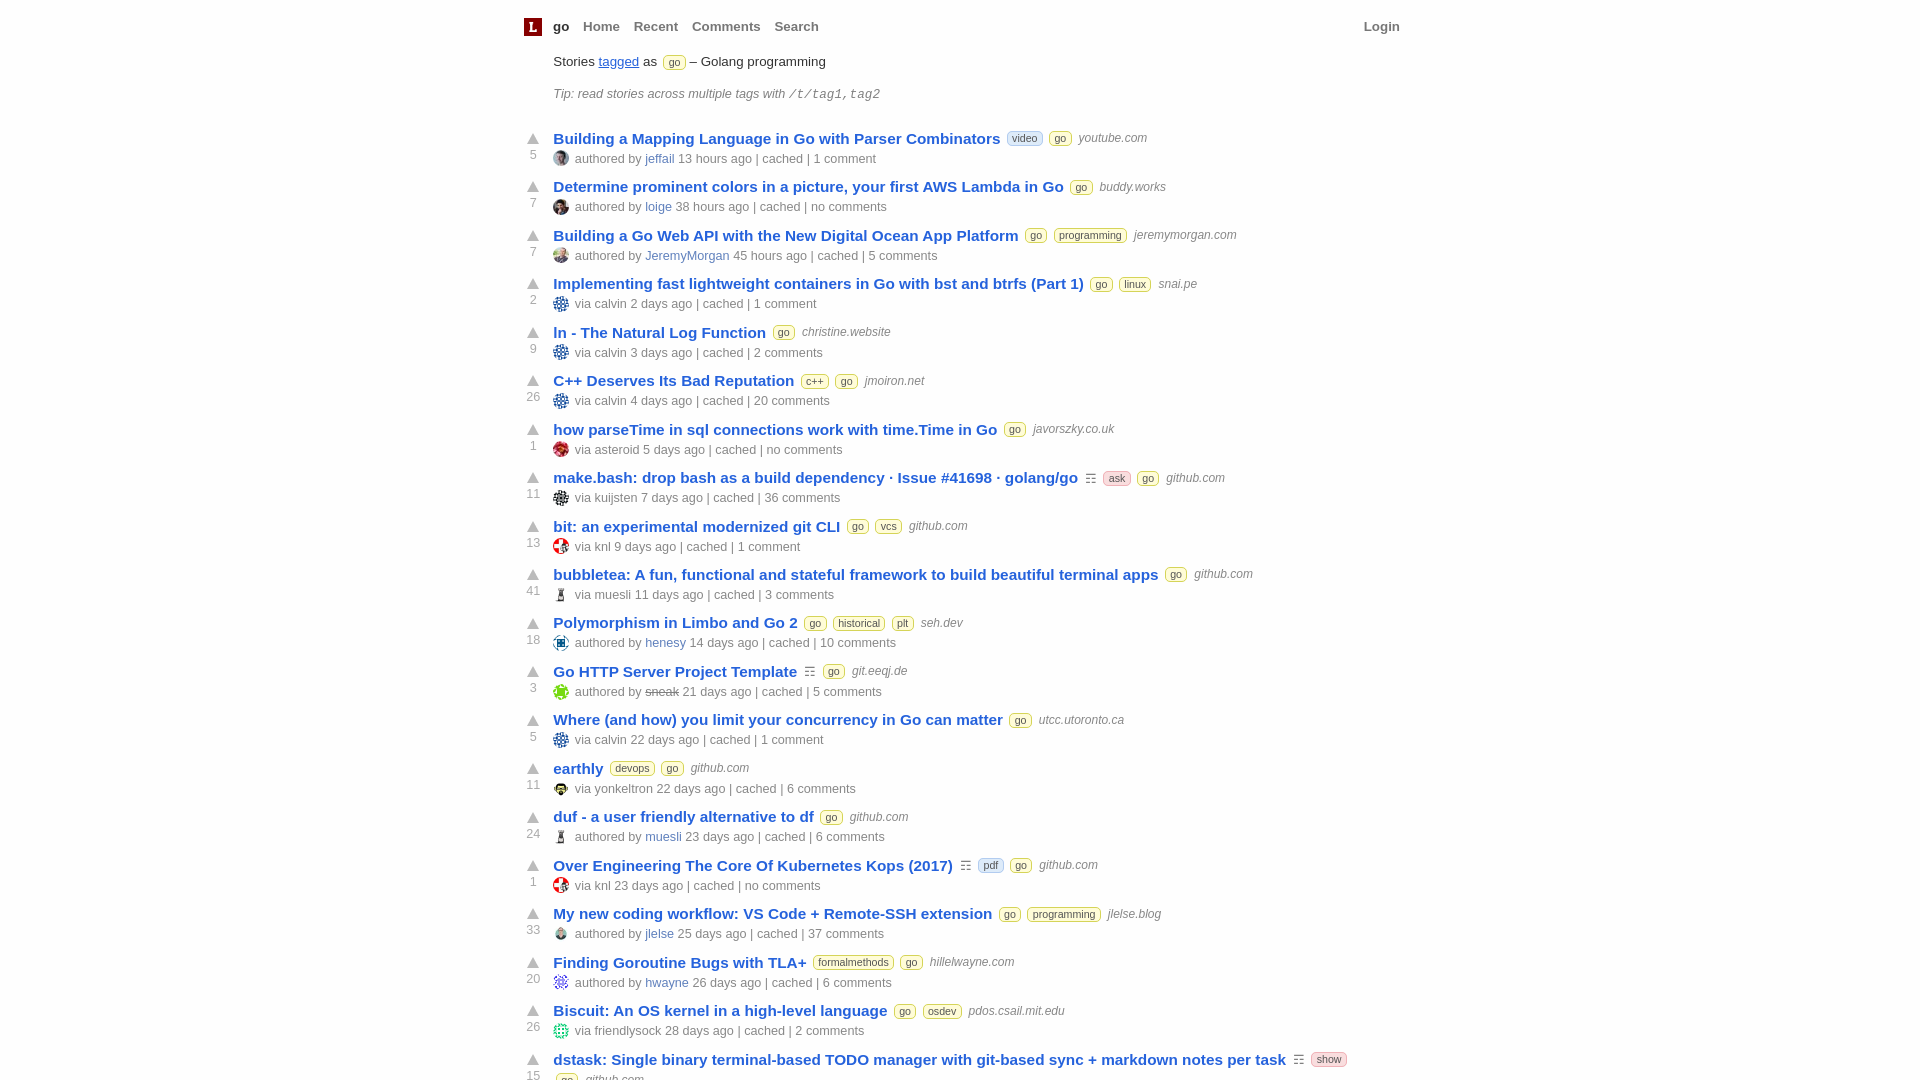 L go Home Recent Comments Search Login
Stories tagged as go – Golang programming
Tip: read stories across multiple tags with /t/tag1,tag2
Building a Mapping Language in Go with Parser Combinators video go youtube.com
5 authored by jeffail 13 hours ago | cached | 1 comment
Determine prominent colors in a picture, your first AWS Lambda in Go go buddy.works
7 authored by loige 38 hours ago | cached | no comments
Building a Go Web API with the New Digital Ocean App Platform go programming jeremymorgan.com
7 authored by JeremyMorgan 45 hours ago | cached | 5 comments
Implementing fast lightweight containers in Go with bst and btrfs (Part 1) go linux snai.pe
2 via calvin 2 days ago | cached | 1 comment
ln - The Natural Log Function go christine.website
9 via calvin 3 days ago | cached | 2 comments
C++ Deserves Its Bad Reputation c++ go jmoiron.net
26 via calvin 4 days ago | cached | 20 comments
how parseTime in sql connections work with time.Time in Go go javorszky.co.uk
1 via asteroid 5 days ago | cached | no comments
make.bash: drop bash as a build dependency · Issue #41698 · golang/go ☶ ask go github.com
11 via kuijsten 7 days ago | cached | 36 comments
bit: an experimental modernized git CLI go vcs github.com
13 via knl 9 days ago | cached | 1 comment
bubbletea: A fun, functional and stateful framework to build beautiful terminal apps go github.com
41 via muesli 11 days ago | cached | 3 comments
Polymorphism in Limbo and Go 2 go historical plt seh.dev
18 authored by henesy 14 days ago | cached | 10 comments
Go HTTP Server Project Template ☶ go git.eeqj.de
3 authored by sneak 21 days ago | cached | 5 comments
Where (and how) you limit your concurrency in Go can matter go utcc.utoronto.ca
5 via calvin 22 days ago | cached | 1 comment
earthly devops go github.com
11 via yonkeltron 22 days ago | cached | 6 comments
duf - a user friendly alternative to df go github.com
24 authored by muesli 23 days ago | cached | 6 comments
Over Engineering The Core Of Kubernetes Kops (2017) ☶ pdf go github.com
1 via knl 23 days ago | cached | no comments
My new coding workflow: VS Code + Remote-SSH extension go programming jlelse.blog
33 authored by jlelse 25 days ago | cached | 37 comments
Finding Goroutine Bugs with TLA+ formalmethods go hillelwayne.com
20 authored by hwayne 26 days ago | cached | 6 comments
Biscuit: An OS kernel in a high-level language go osdev pdos.csail.mit.edu
26 via friendlysock 28 days ago | cached | 2 comments
dstask: Single binary terminal-based TODO manager with git-based sync + markdown notes per task ☶ show
15 go github.com